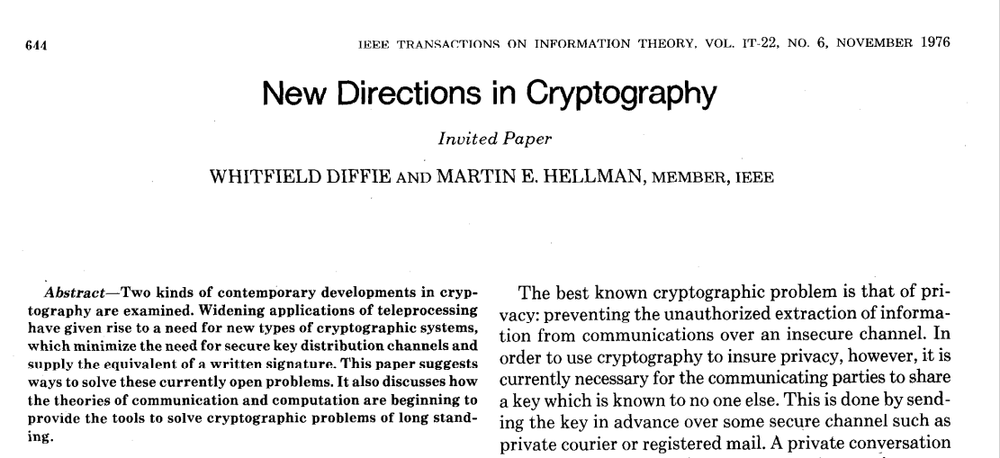 644
IEEE TRANSACTIONS ON INFORMATION THEORY, VOL. IT-22, NO. 6, NOVEMBER 1976
New Directions in Cryptography
Invited Paper
WHITFIELD DIFFIE AND MARTIN E. HELLMAN, MEMBER, IEEE
Abstract—Two kinds of contemporary developments in cryp-
tography are examined. Widening applications of teleprocessing
have given rise to a need for new types of cryptographic systems,
which minimize the need for secure key distribution channels and
supply the equivalent of a written signature. This paper suggests
ways to solve these currently open problems. It also discusses how
the theories of communication and computation are beginning to
provide the tools to solve cryptographic problems of long stand-
ing.
The best known cryptographic problem is that of pri-
vacy: preventing the unauthorized extraction of informa-
tion from communications over an insecure channel. In
order to use cryptography to insure privacy, however, it is
currently necessary for the communicating parties to share
a key which is known to no one else. This is done by send-
ing the key in advance over some secure channel such as
private courier or registered mail. A private conversation